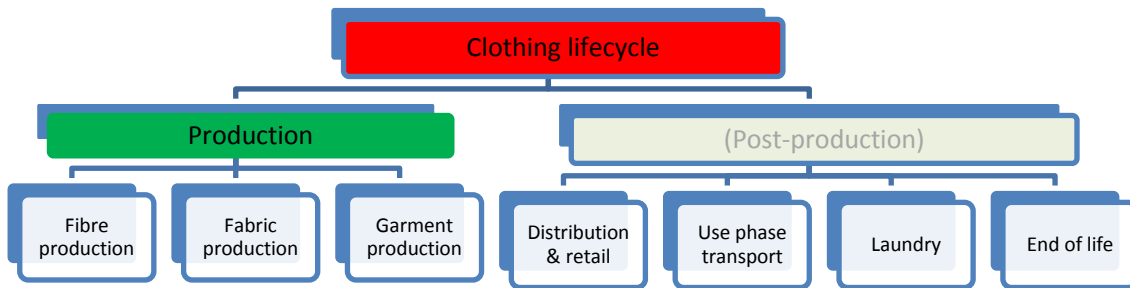 Clothing lifecycle
Production
(Post-production)
Fibre
production
Fabric
production
Garment
production
Distribution
& retail
Use phase
transport
Laundry
End of life